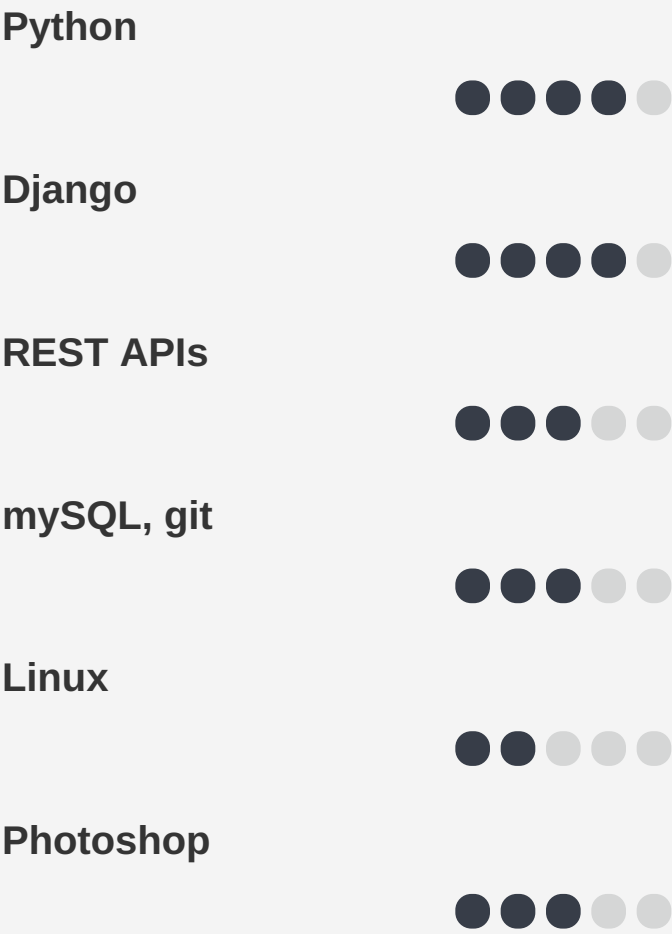 Python
Django
REST APIs
mySQL, git
Linux
Photoshop